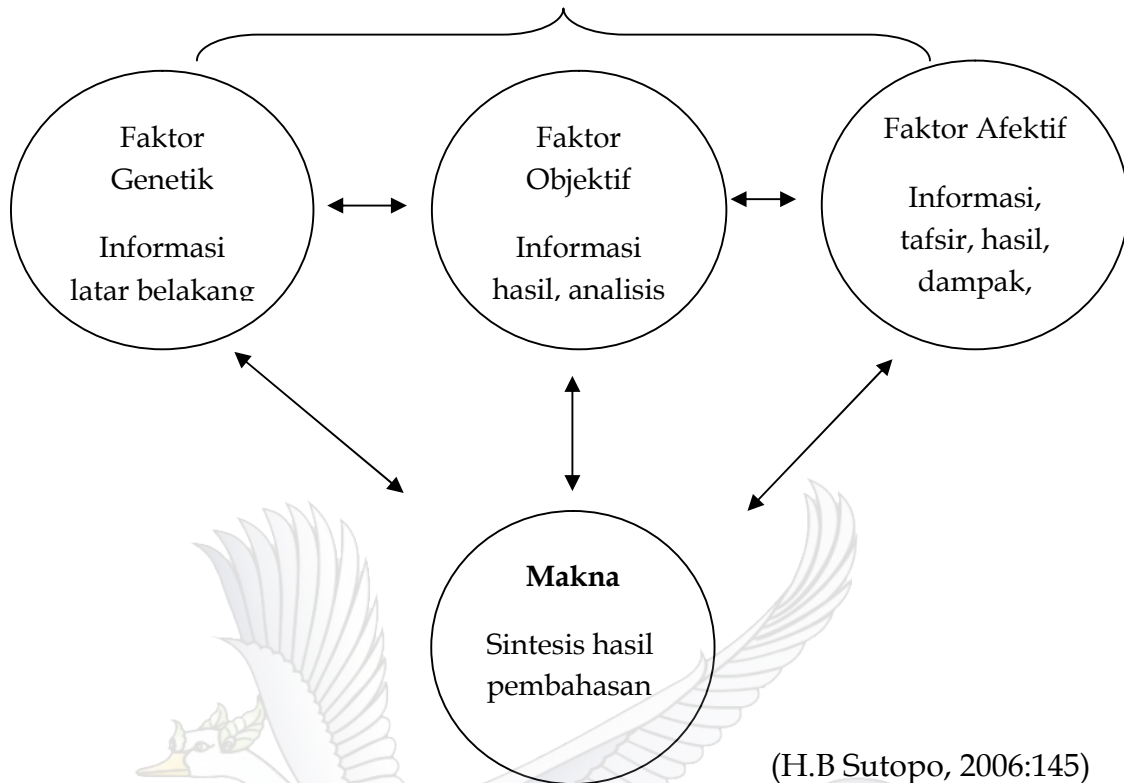 Faktor
Genetik
Informasi
latar belakang
Faktor
Objektif
Informasi
hasil, analisis
Faktor Afektif
Informasi,
tafsir, hasil,
dampak,
Makna
Sintesis hasil
pembahasan
(H.B Sutopo, 2006:145)